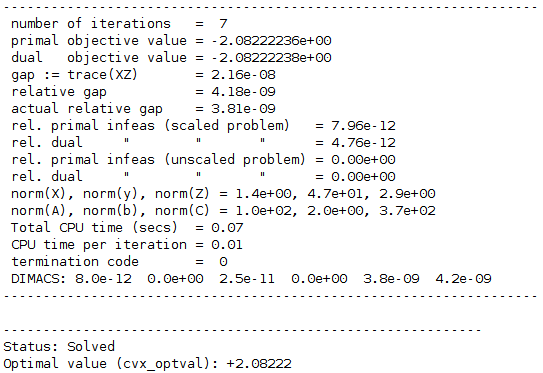 -------------------------------------------------------------------
number of iterations   =  7
primal objective value = -2.08222236e+00
dual   objective value = -2.08222238e+00
gap := trace(XZ)       = 2.16e-08
relative gap           = 4.18e-09
actual relative gap    = 3.81e-09
rel. primal infeas (scaled problem)   = 7.96e-12
rel. dual     "        "       "      = 4.76e-12
rel. primal infeas (unscaled problem) = 0.00e+00
rel. dual     "        "       "      = 0.00e+00
norm(X), norm(y), norm(Z) = 1.4e+00, 4.7e+01, 2.9e+00
norm(A), norm(b), norm(C) = 1.0e+02, 2.0e+00, 3.7e+02
Total CPU time (secs)  = 0.07
CPU time per iteration = 0.01
termination code       =  0
DIMACS: 8.0e-12  0.0e+00  2.5e-11  0.0e+00  3.8e-09  4.2e-09
-------------------------------------------------------------------
------------------------------------------------------------
Status: Solved
Optimal value (cvx_optval): +2.08222